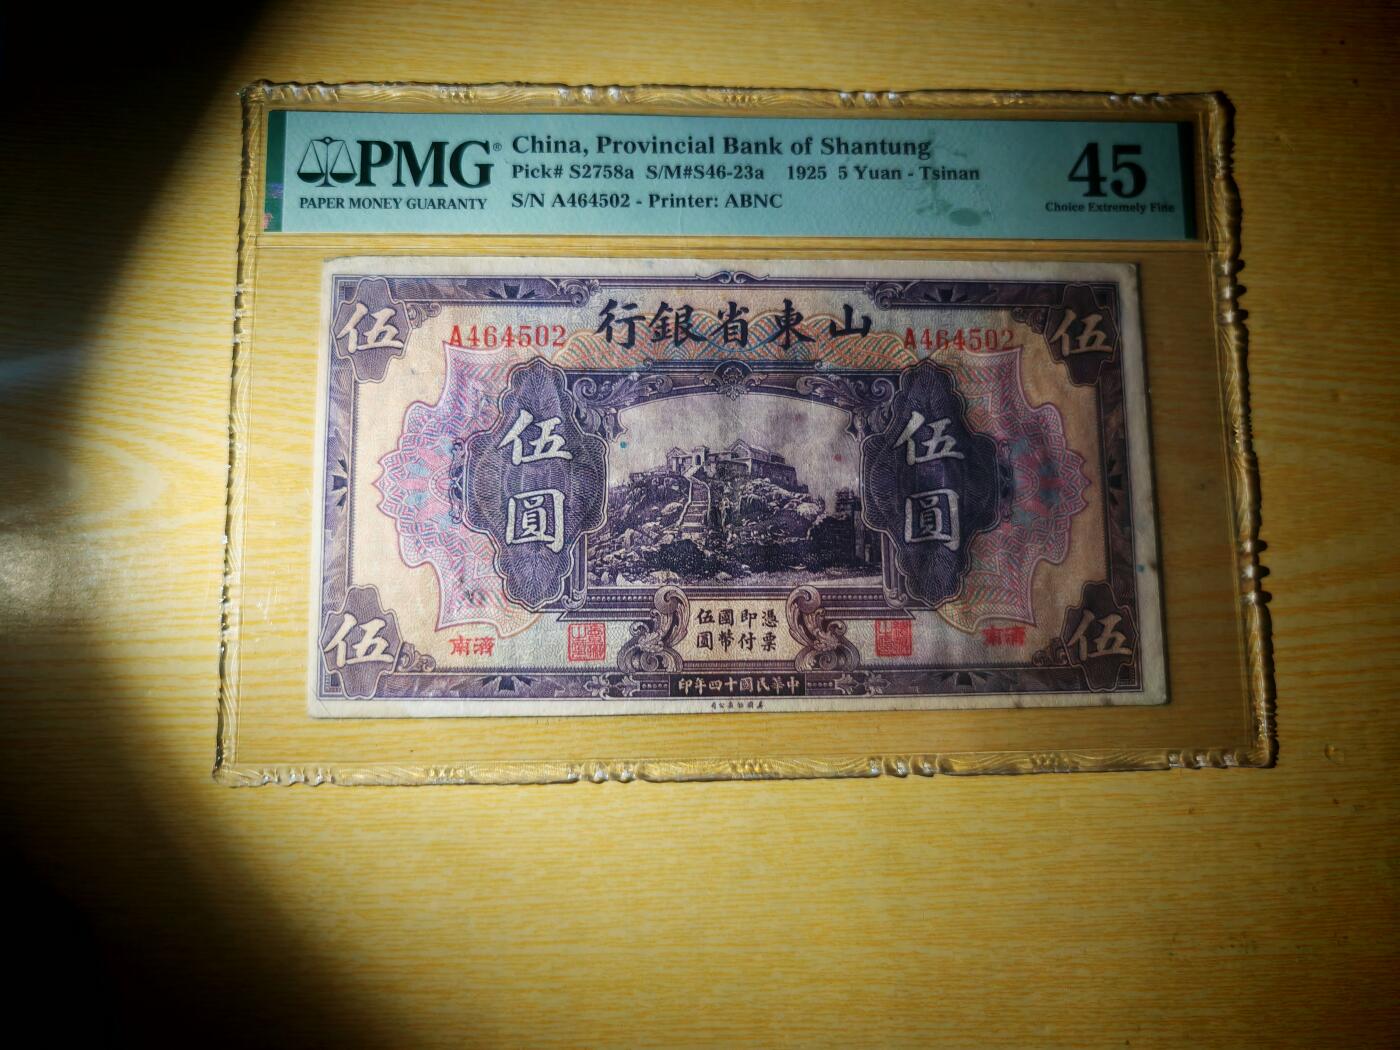 PMG®
PAPER MONEY GUARANTY
China, Provincial Bank of Shantung
Pick# S2758a S/M#S46-23a 1925 5 Yuan - Tsinan
S/N A464502 - Printer: ABNC
45
Choice Extremely Fine
伍 伍
A464502 行銀省東山 A464502
伍圓 伍圓
憑票
即付
國幣
伍圓
南濟 南濟
伍 伍
印年四十國民華中